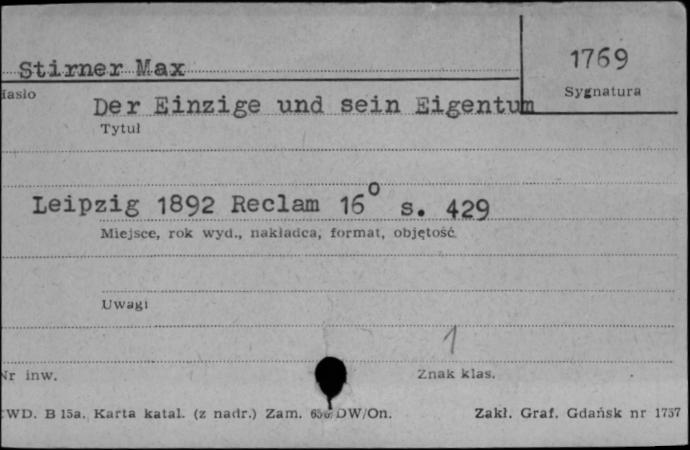 1769
Stirner Max
Sygnatura
Hasło
Der Einzige und sein Eigentum
Tytuł
Leipzig 1892 Reclam 16° s. 429
Miejsce, rok wyd., nakładca, format, objętość
Uwagi
1
Nr inw.
Znak klas.
CWD. B 15a. Karta katal. (z nadr.) Zam. DW/On.
Zakł. Graf. Gdańsk nr 1757